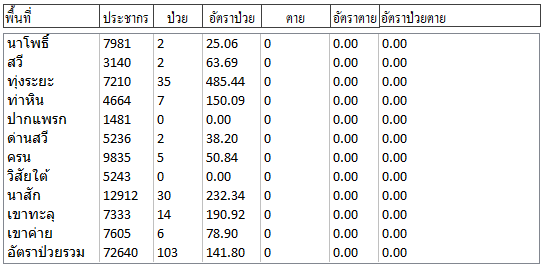 พื้นที่ ประชากร ป่วย อัตราป่วย ตาย อัตราตาย อัตราป่วยตาย
นาโพธิ์ 7981 2 25.06 0 0.00 0.00
สวี 3140 2 63.69 0 0.00 0.00
ทุ่งระยะ 7210 35 485.44 0 0.00 0.00
ท่าหิน 4664 7 150.09 0 0.00 0.00
ปากแพรก 1481 0 0.00 0 0.00 0.00
ด่านสวี 5236 2 38.20 0 0.00 0.00
ครน 9835 5 50.84 0 0.00 0.00
วิสัยใต้ 5243 0 0.00 0 0.00 0.00
นาสัก 12912 30 232.34 0 0.00 0.00
เขาทะลุ 7333 14 190.92 0 0.00 0.00
เขาค่าย 7605 6 78.90 0 0.00 0.00
อัตราป่วยรวม 72640 103 141.80 0 0.00 0.00